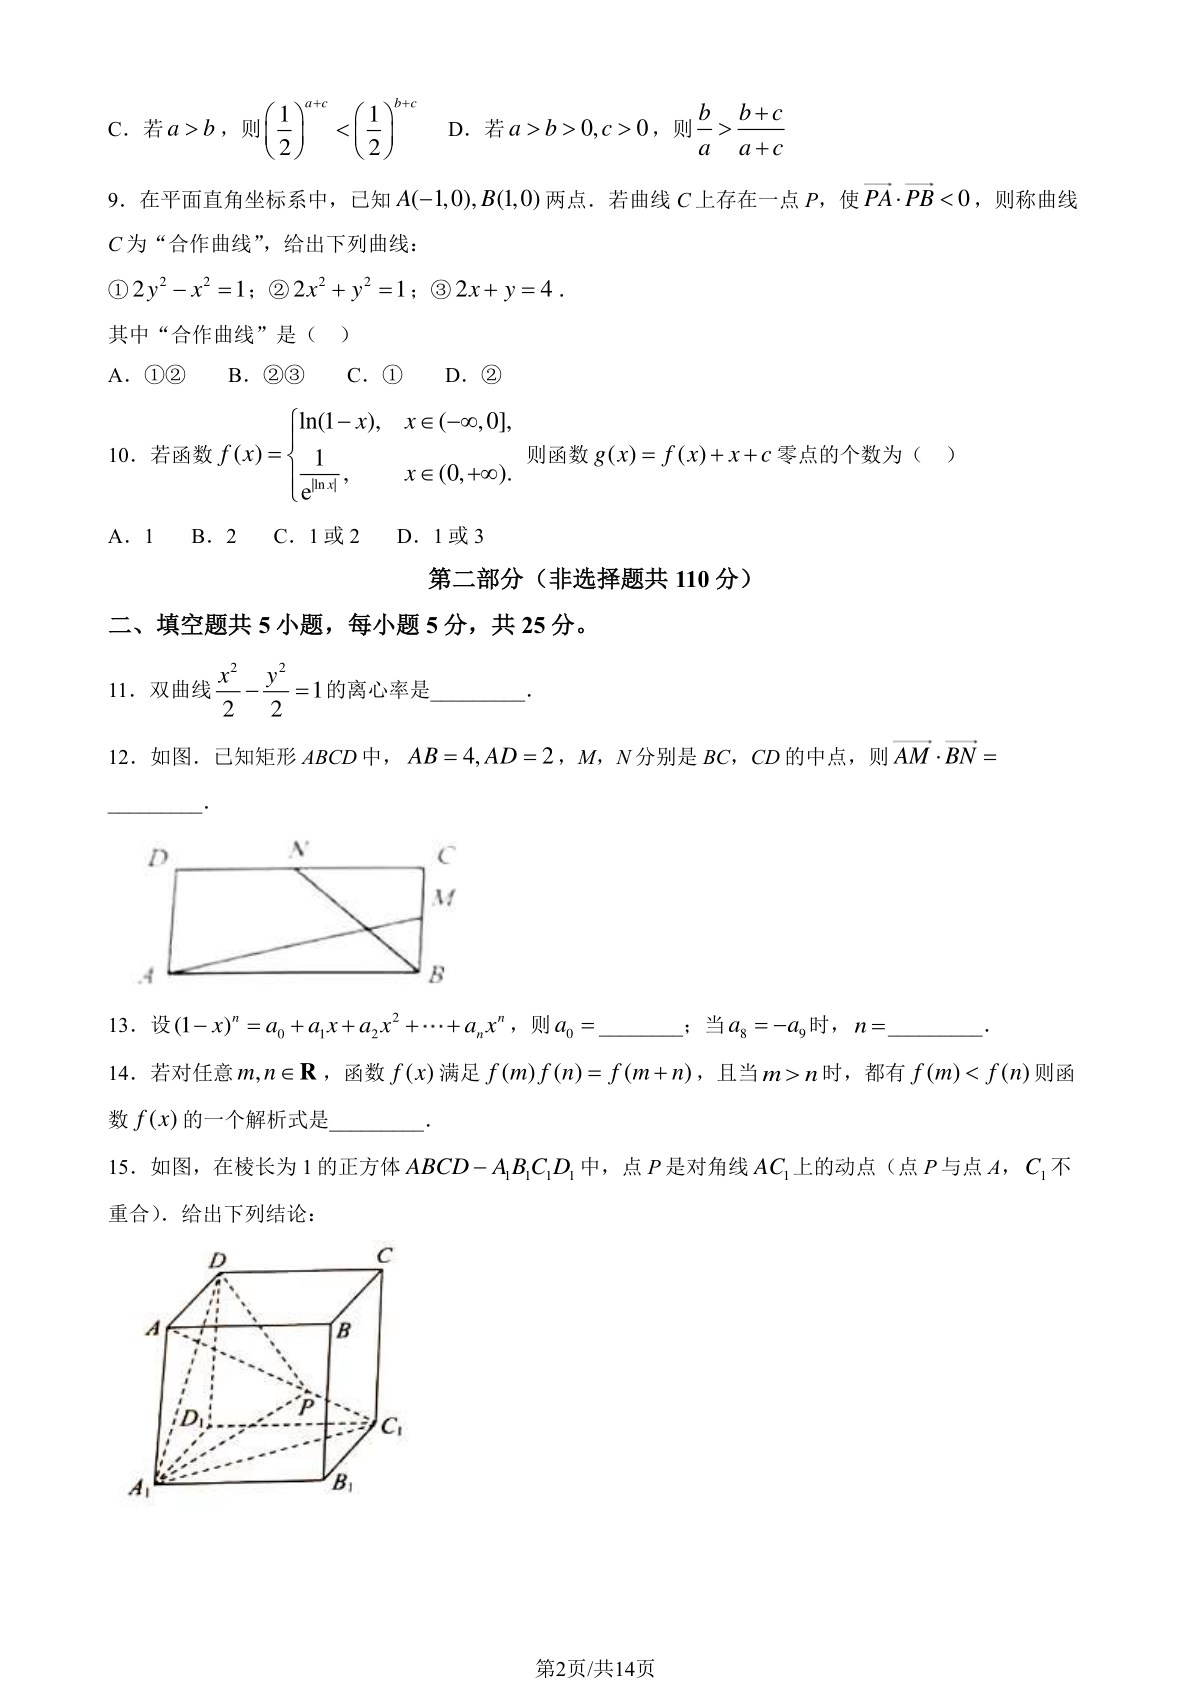 C．若 a > b，则 (1/2)^{a+c} < (1/2)^{b+c}    D．若 a > b > 0, c > 0，则 b/a > (b+c)/(a+c)
9．在平面直角坐标系中，已知 A(−1,0), B(1,0) 两点．若曲线 C 上存在一点 P，使 \overrightarrow{PA} · \overrightarrow{PB} < 0，则称曲线
C 为“合作曲线”，给出下列曲线：
①2y² − x² = 1；②2x² + y² = 1；③2x + y = 4．
其中“合作曲线”是（    ）
A．①②    B．②③    C．①    D．②
10．若函数 f(x) = { ln(1−x), x∈(−∞,0], 1/e^{|ln x|}, x∈(0,+∞). 则函数 g(x) = f(x) + x + c 零点的个数为（    ）
A．1    B．2    C．1 或 2    D．1 或 3
第二部分（非选择题共 110 分）
二、填空题共 5 小题，每小题 5 分，共 25 分。
11．双曲线 x²/2 − y²/2 = 1 的离心率是_________．
12．如图．已知矩形 ABCD 中， AB = 4, AD = 2，M，N 分别是 BC，CD 的中点，则 \overrightarrow{AM} · \overrightarrow{BN} =
_________．
D N C
M
A B
13．设 (1−x)ⁿ = a₀ + a₁x + a₂x² + ⋯ + aₙxⁿ，则 a₀ = ________；当 a₈ = −a₉ 时，n = _________．
14．若对任意 m, n ∈ R，函数 f(x) 满足 f(m)f(n) = f(m+n)，且当 m > n 时，都有 f(m) < f(n) 则函
数 f(x) 的一个解析式是_________．
15．如图，在棱长为 1 的正方体 ABCD − A₁B₁C₁D₁ 中，点 P 是对角线 AC₁ 上的动点（点 P 与点 A， C₁ 不
重合）．给出下列结论：
D C
A B
P
D₁ C₁
A₁ B₁
第2页/共14页